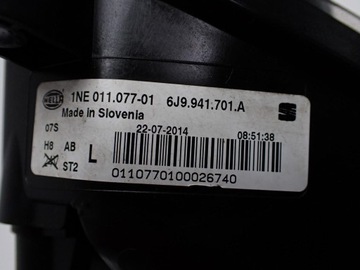 HELLA 1NE 011.077-01 6J9.941.701.A
Made in Slovenia
07S 22-07-2014 08:51:38
H8 AB L
ST2
0110770100026740